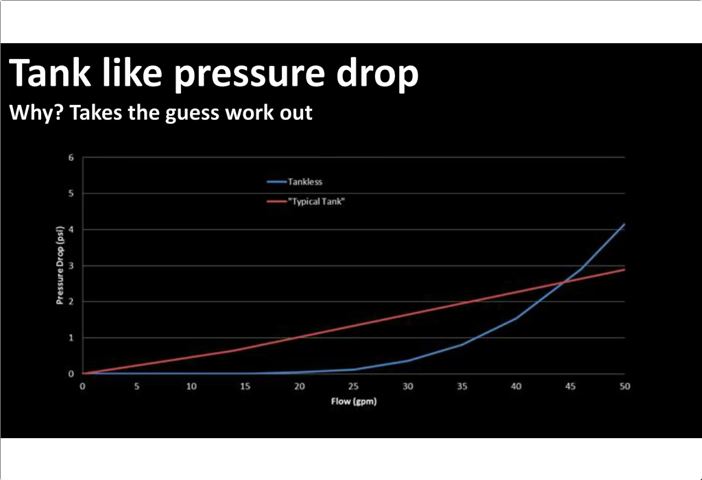 Tank like pressure drop
Why? Takes the guess work out
6
5
4
3
2
1
0
Pressure Drop (psi)
Tankless
"Typical Tank"
0 5 10 15 20 25 30 35 40 45 50
Flow (gpm)